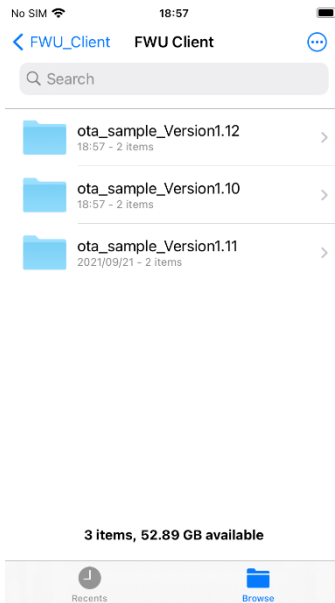 No SIM 18:57
FWU_Client FWU Client
Search
ota_sample_Version1.12
18:57 - 2 items
ota_sample_Version1.10
18:57 - 2 items
ota_sample_Version1.11
2021/09/21 - 2 items
3 items, 52.89 GB available
Recents Browse